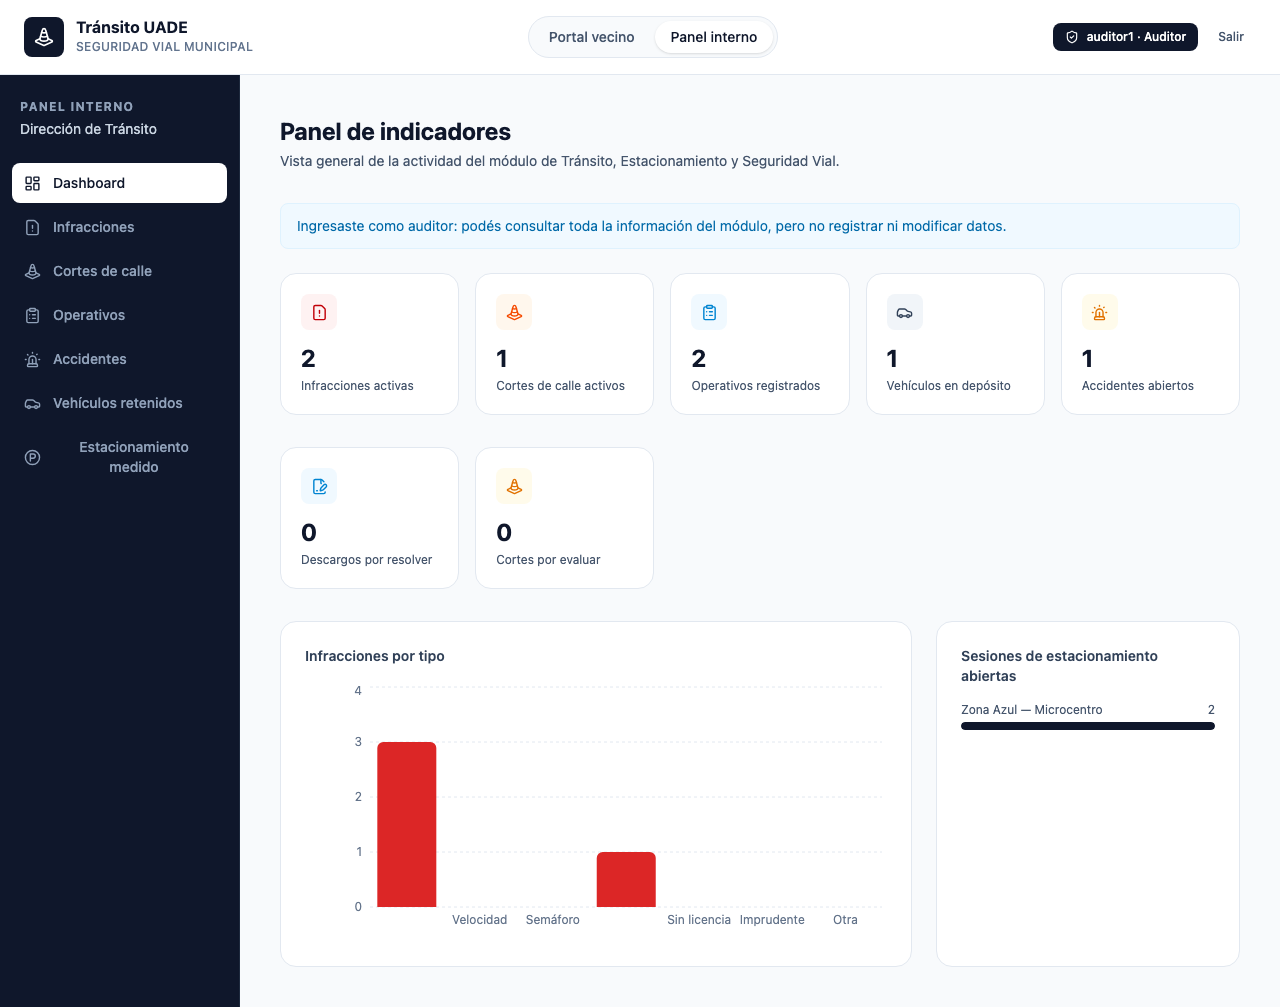 Tránsito UADE
SEGURIDAD VIAL MUNICIPAL
Portal vecino
Panel interno
auditor1 · Auditor
Salir
PANEL INTERNO
Dirección de Tránsito
Dashboard
Infracciones
Cortes de calle
Operativos
Accidentes
Vehículos retenidos
Estacionamiento
medido
Panel de indicadores
Vista general de la actividad del módulo de Tránsito, Estacionamiento y Seguridad Vial.
Ingresaste como auditor: podés consultar toda la información del módulo, pero no registrar ni modificar datos.
2
Infracciones activas
1
Cortes de calle activos
2
Operativos registrados
1
Vehículos en depósito
1
Accidentes abiertos
0
Descargos por resolver
0
Cortes por evaluar
Infracciones por tipo
4
3
2
1
0
Velocidad
Semáforo
Sin licencia
Imprudente
Otra
Sesiones de estacionamiento
abiertas
Zona Azul — Microcentro 2